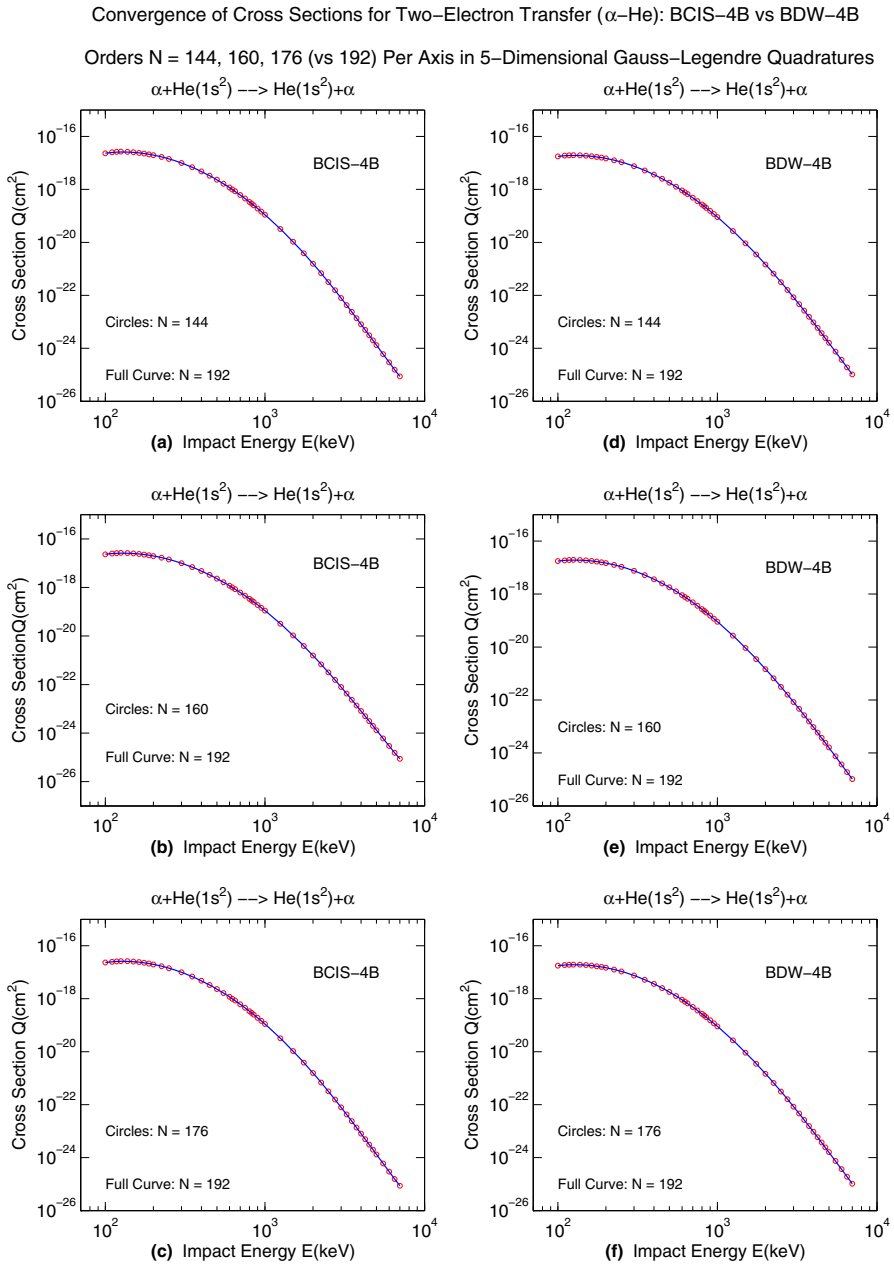 Convergence of Cross Sections for Two−Electron Transfer (α−He): BCIS−4B vs BDW−4B
Orders N = 144, 160, 176 (vs 192) Per Axis in 5−Dimensional Gauss−Legendre Quadratures
α+He(1s²) −−> He(1s²)+α
Cross Section Q(cm²)
10⁻¹⁶
10⁻¹⁸
10⁻²⁰
10⁻²²
10⁻²⁴
10⁻²⁶
BCIS−4B
Circles: N = 144
Full Curve: N = 192
10²
10³
10⁴
(a) Impact Energy E(keV)
α+He(1s²) −−> He(1s²)+α
Cross Section Q(cm²)
10⁻¹⁶
10⁻¹⁸
10⁻²⁰
10⁻²²
10⁻²⁴
10⁻²⁶
BDW−4B
Circles: N = 144
Full Curve: N = 192
10²
10³
10⁴
(d) Impact Energy E(keV)
α+He(1s²) −−> He(1s²)+α
Cross SectionQ(cm²)
10⁻¹⁶
10⁻¹⁸
10⁻²⁰
10⁻²²
10⁻²⁴
10⁻²⁶
BCIS−4B
Circles: N = 160
Full Curve: N = 192
10²
10³
10⁴
(b) Impact Energy E(keV)
α+He(1s²) −−> He(1s²)+α
Cross Section Q(cm²)
10⁻¹⁶
10⁻¹⁸
10⁻²⁰
10⁻²²
10⁻²⁴
10⁻²⁶
BDW−4B
Circles: N = 160
Full Curve: N = 192
10²
10³
10⁴
(e) Impact Energy E(keV)
α+He(1s²) −−> He(1s²)+α
Cross Section Q(cm²)
10⁻¹⁶
10⁻¹⁸
10⁻²⁰
10⁻²²
10⁻²⁴
10⁻²⁶
BCIS−4B
Circles: N = 176
Full Curve: N = 192
10²
10³
10⁴
(c) Impact Energy E(keV)
α+He(1s²) −−> He(1s²)+α
Cross Section Q(cm²)
10⁻¹⁶
10⁻¹⁸
10⁻²⁰
10⁻²²
10⁻²⁴
10⁻²⁶
BDW−4B
Circles: N = 176
Full Curve: N = 192
10²
10³
10⁴
(f) Impact Energy E(keV)